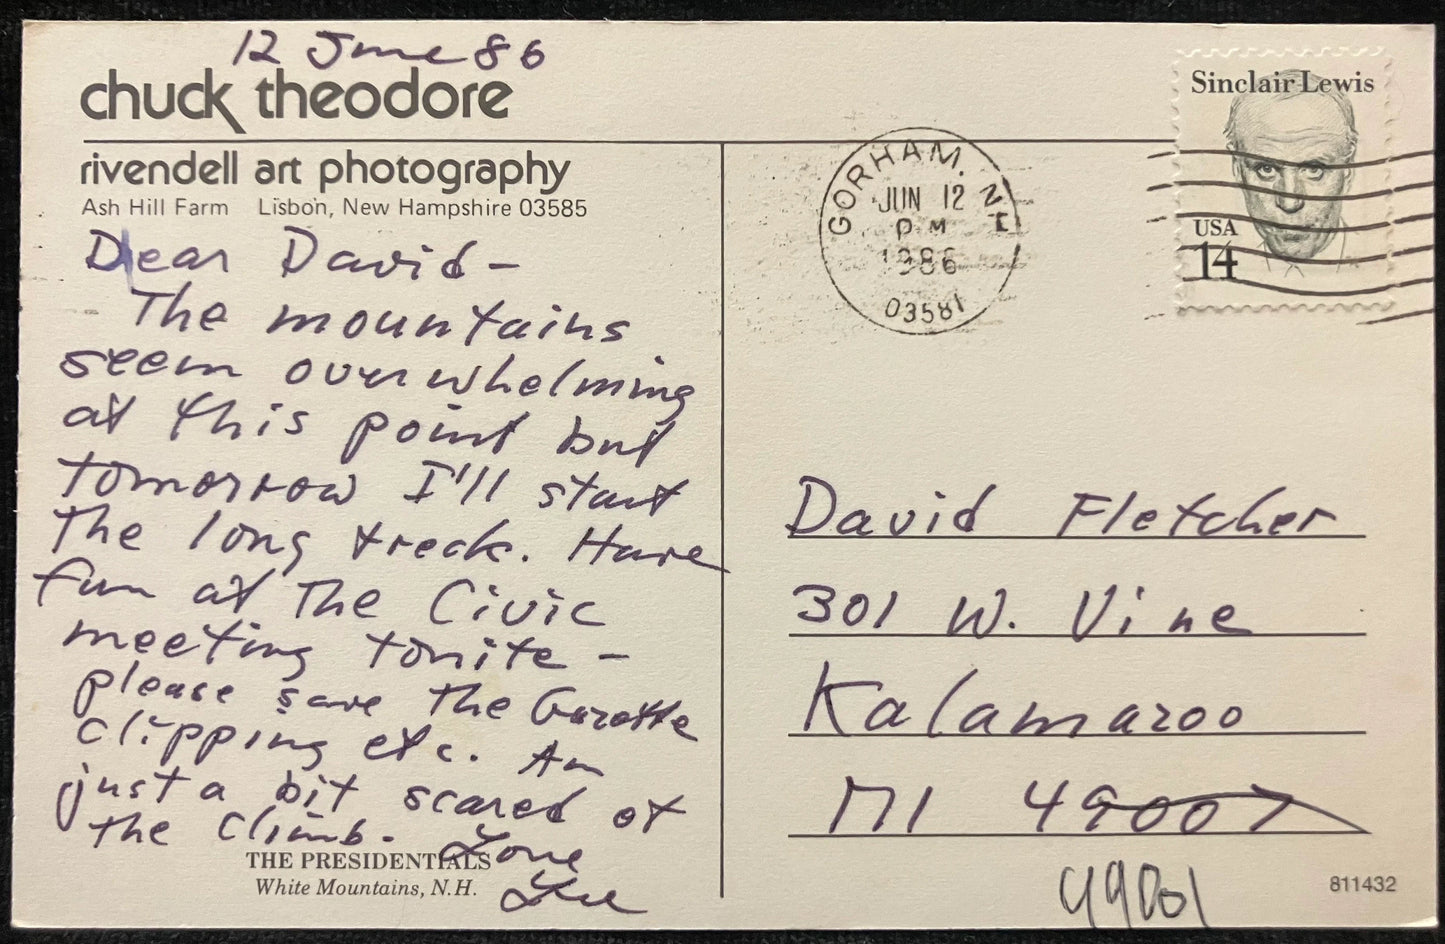 12 June 86
chuck theodore
rivendell art photography
Ash Hill Farm Lisbon, New Hampshire 03585
Dear David -
The mountains
seem overwhelming
at this point but
tomorrow I'll start
the long treck. Have
fun at the Civic
meeting tonite -
please save the Gazette
clipping etc. Am
just a bit scared of
the climb. Love
Lee
THE PRESIDENTIALS
White Mountains, N.H.
GORHAM, NH
JUN 12
PM
1986
03581
Sinclair Lewis
USA
14
David Fletcher
301 W. Vine
Kalamazoo
MI 49007
49001
811432